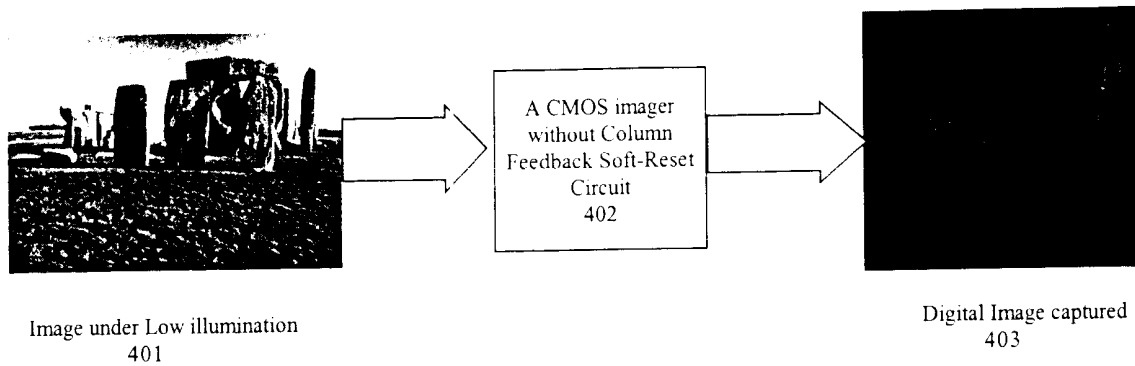 A CMOS imager
without Column
Feedback Soft-Reset
Circuit
402
Image under Low illumination
401
Digital Image captured
403